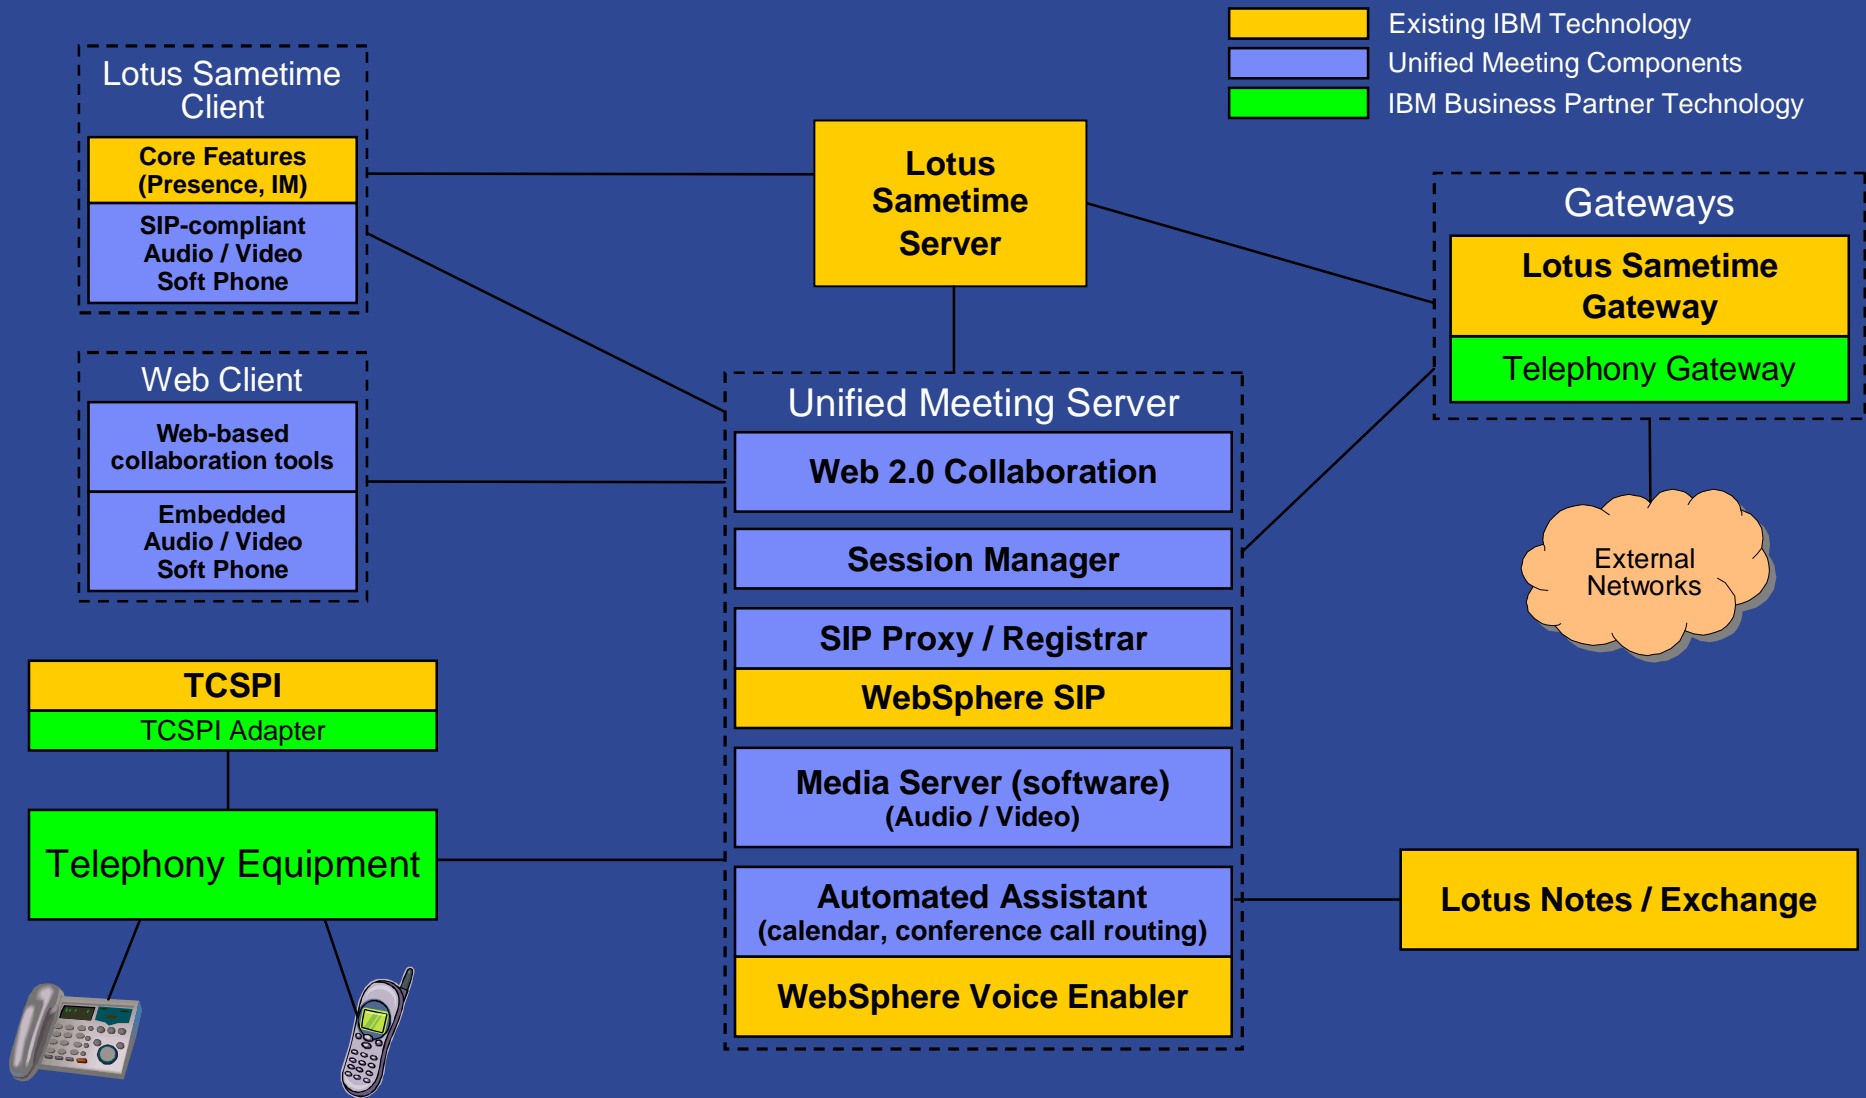 Existing IBM Technology
Unified Meeting Components
IBM Business Partner Technology
Lotus Sametime
Client
Core Features
(Presence, IM)
SIP-compliant
Audio / Video
Soft Phone
Lotus
Sametime
Server
Gateways
Lotus Sametime
Gateway
Telephony Gateway
Web Client
Web-based
collaboration tools
Embedded
Audio / Video
Soft Phone
Unified Meeting Server
Web 2.0 Collaboration
Session Manager
SIP Proxy / Registrar
WebSphere SIP
Media Server (software)
(Audio / Video)
Automated Assistant
(calendar, conference call routing)
WebSphere Voice Enabler
External
Networks
TCSPI
TCSPI Adapter
Telephony Equipment
Lotus Notes / Exchange